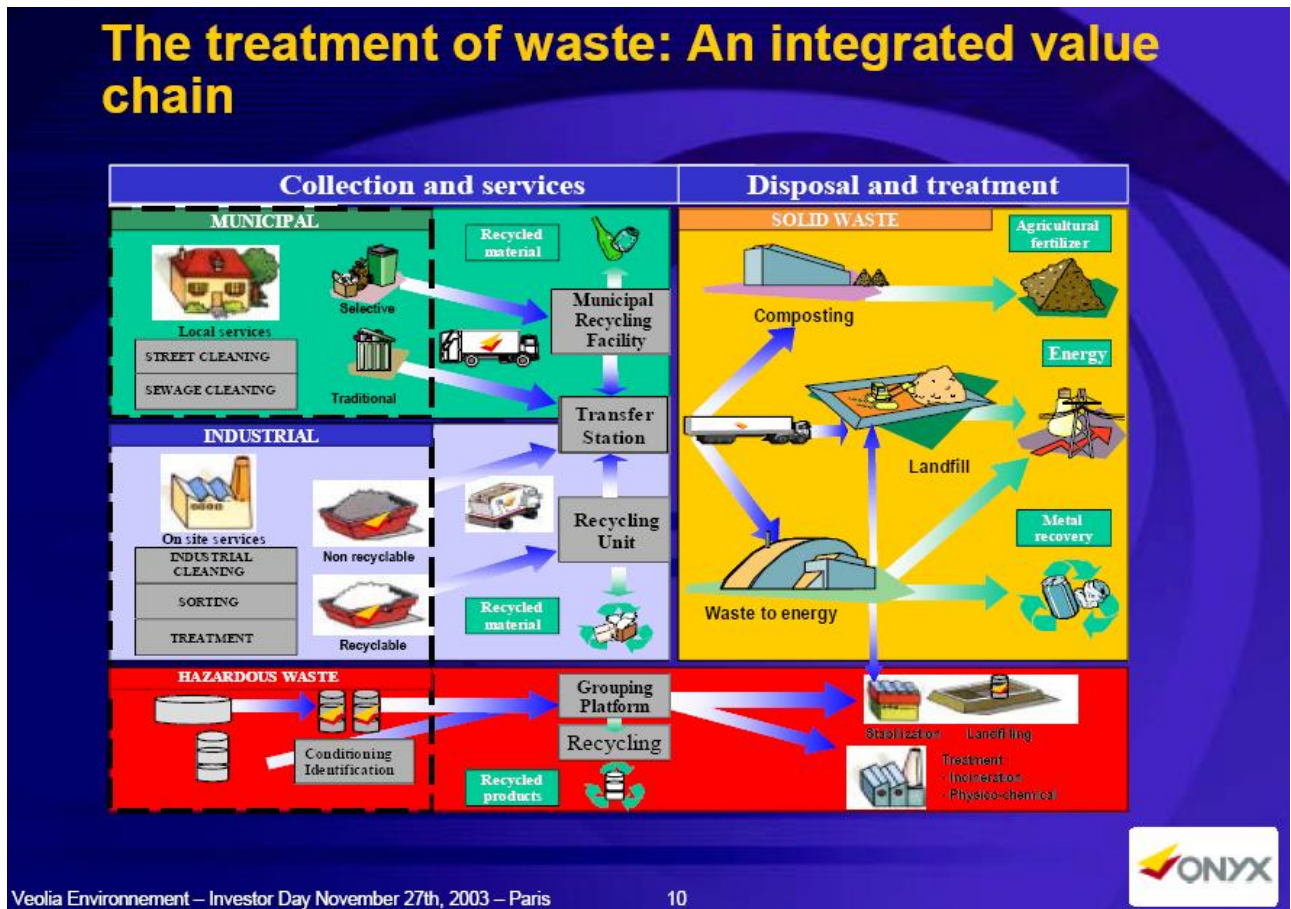 The treatment of waste: An integrated value
chain
Collection and services
Disposal and treatment
MUNICIPAL
Local services
STREET CLEANING
SEWAGE CLEANING
Selective
Traditional
Recycled
material
Municipal
Recycling
Facility
Transfer
Station
INDUSTRIAL
On site services
INDUSTRIAL
CLEANING
SORTING
TREATMENT
Non recyclable
Recyclable
Recycling
Unit
Recycled
material
SOLID WASTE
Composting
Agricultural
fertilizer
Energy
Landfill
Metal
recovery
Waste to energy
HAZARDOUS WASTE
Conditioning
Identification
Grouping
Platform
Recycling
Recycled
products
Stabilization
Landfilling
Treatment
- Incineration
- Physico-chemical
ONYX
Veolia Environnement – Investor Day November 27th, 2003 – Paris
10